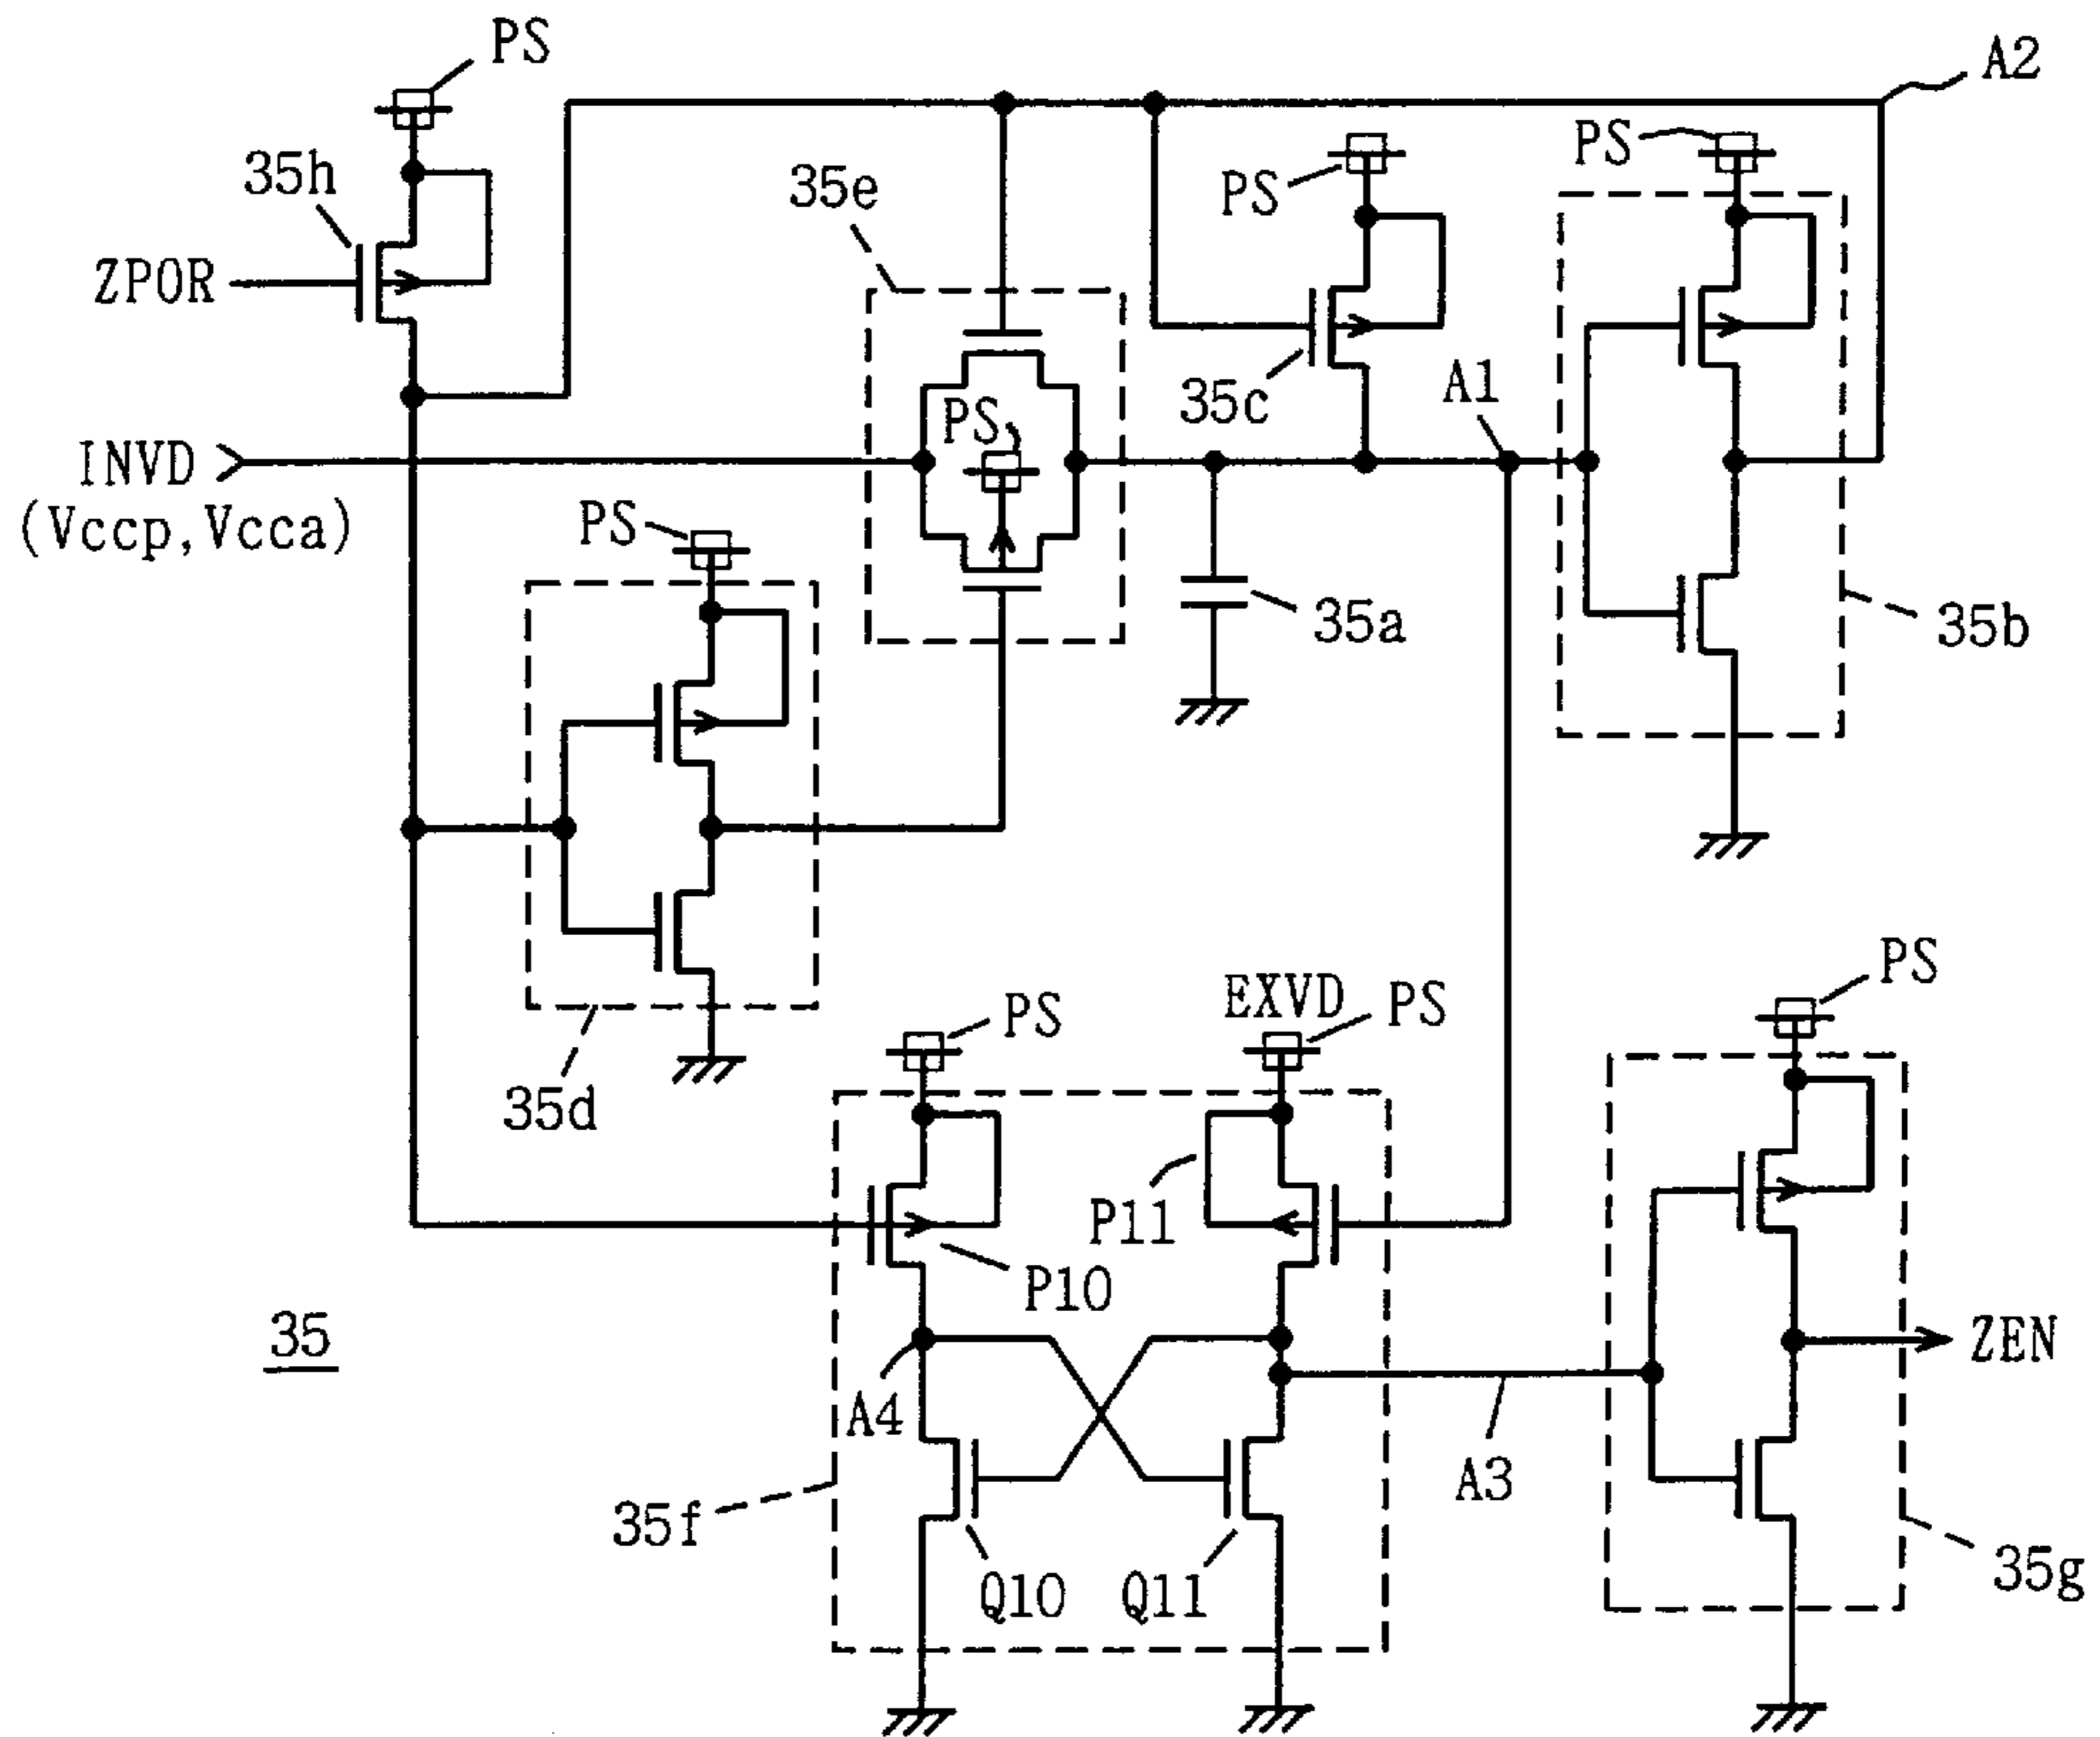 PS
A2
PS
35h
35e
PS
ZPOR
35c
A1
PS
INVD
(Vccp,Vcca)
PS
35a
35b
35d
PS
EXVD
PS
PS
P11
P10
35
ZEN
A4
A3
35f
Q10
Q11
35g